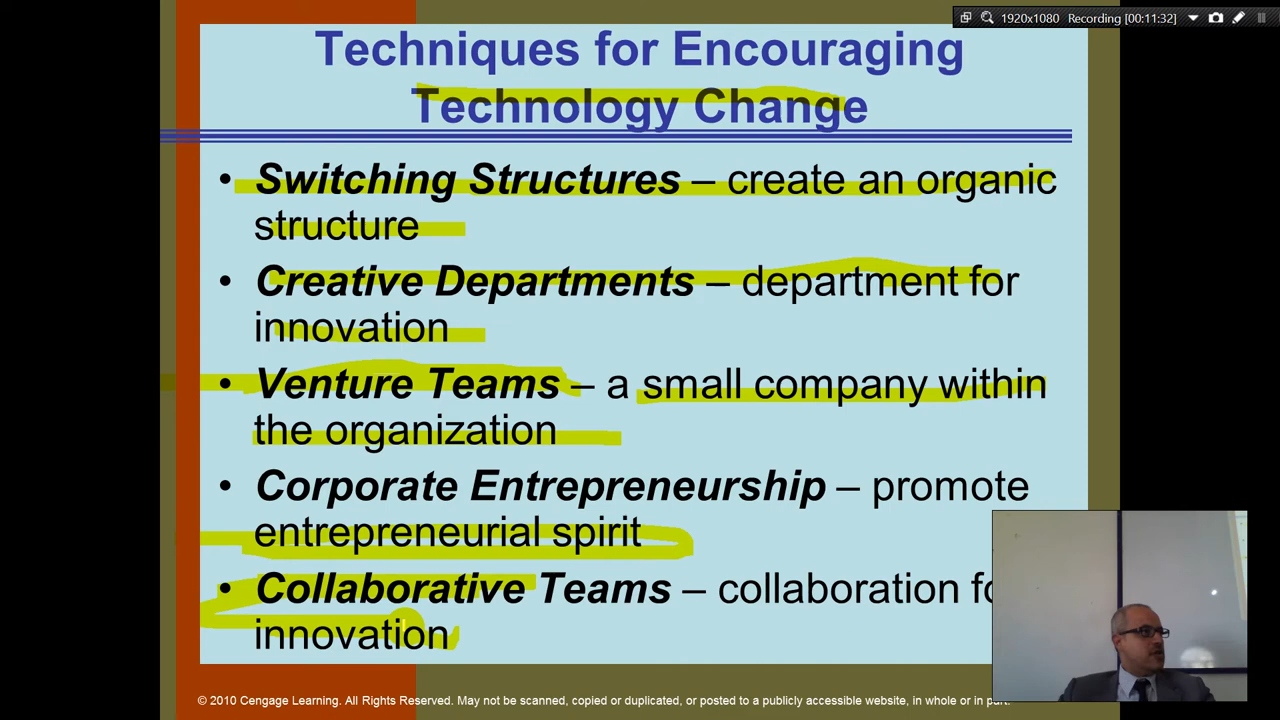 1920x1080 Recording [00:11:32]
Techniques for Encouraging
Technology Change
• Switching Structures – create an organic
structure
• Creative Departments – department for
innovation
• Venture Teams – a small company within
the organization
• Corporate Entrepreneurship – promote
entrepreneurial spirit
• Collaborative Teams – collaboration fo
innovation
© 2010 Cengage Learning. All Rights Reserved. May not be scanned, copied or duplicated, or posted to a publicly accessible website, in whole or in part.